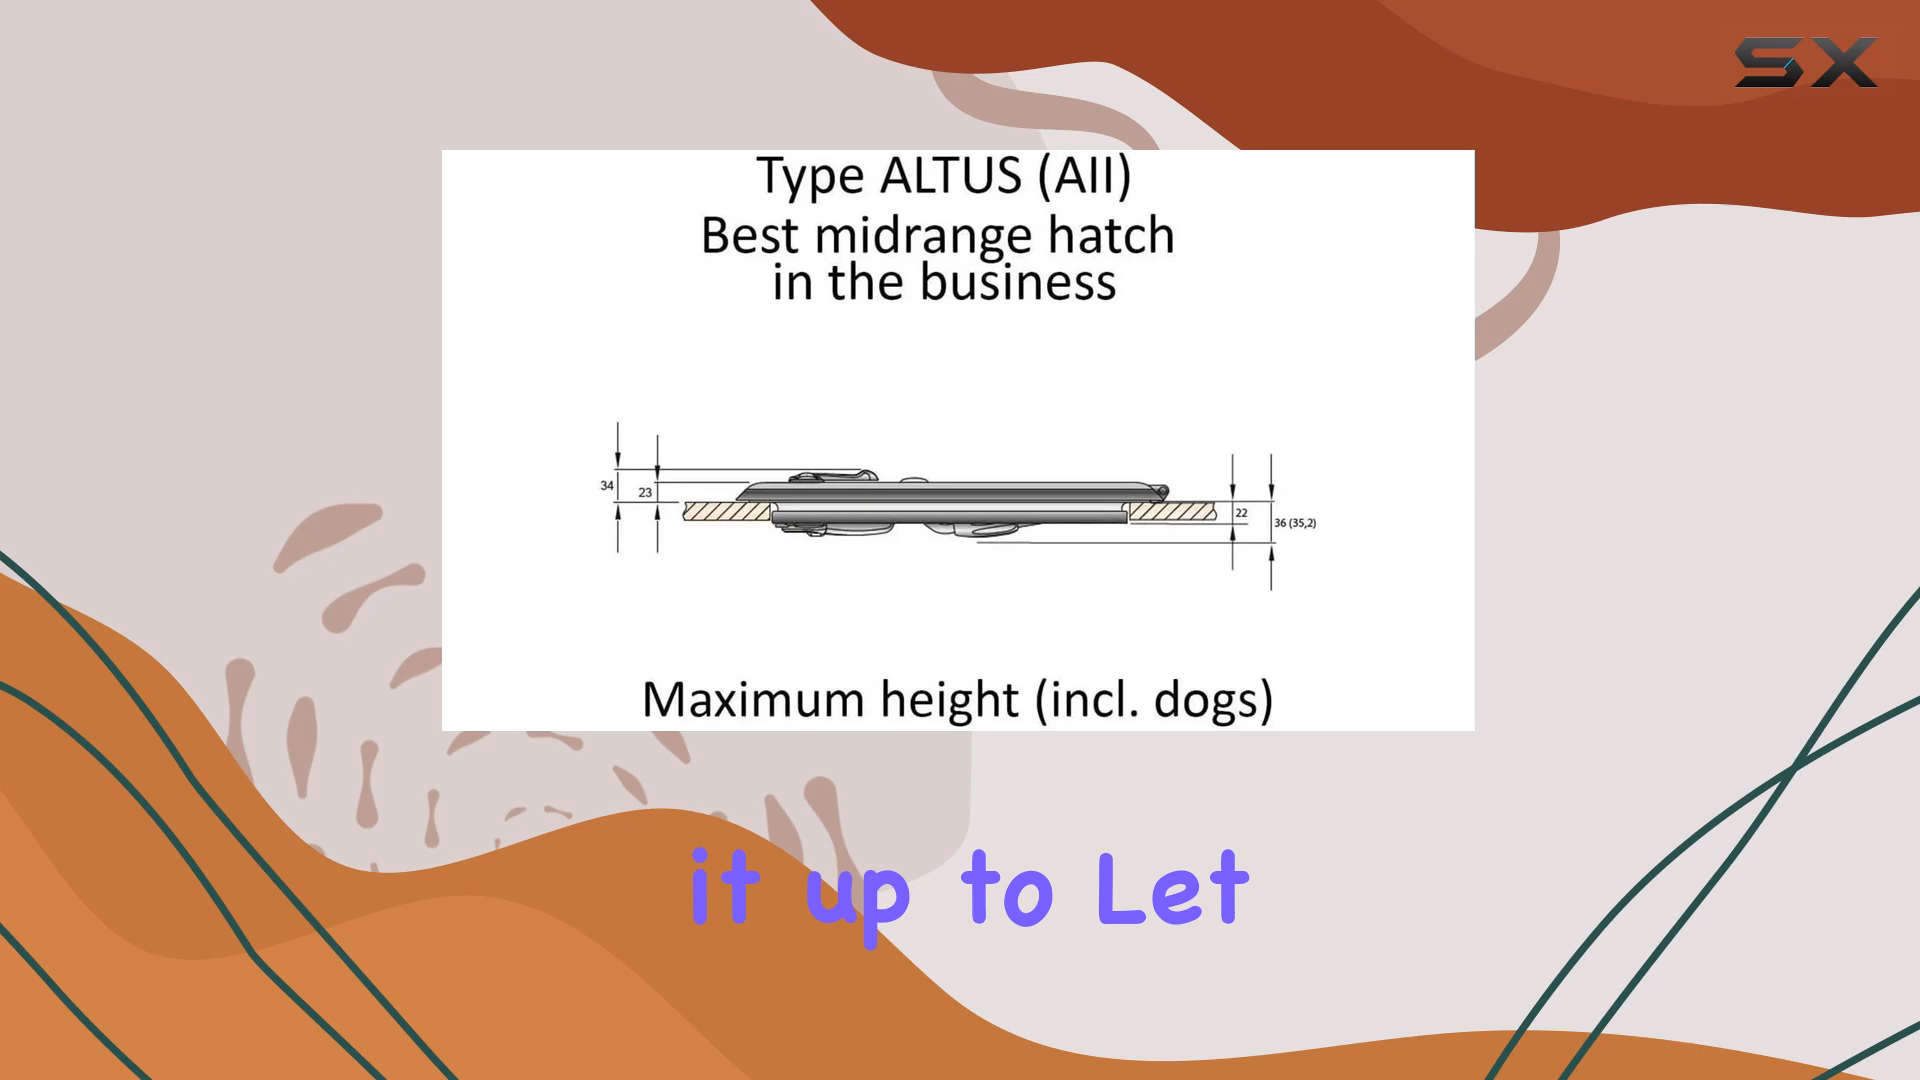 SX
Type ALTUS (AII)
Best midrange hatch
in the business
34
23
22
36 (35,2)
Maximum height (incl. dogs)
it up to Let